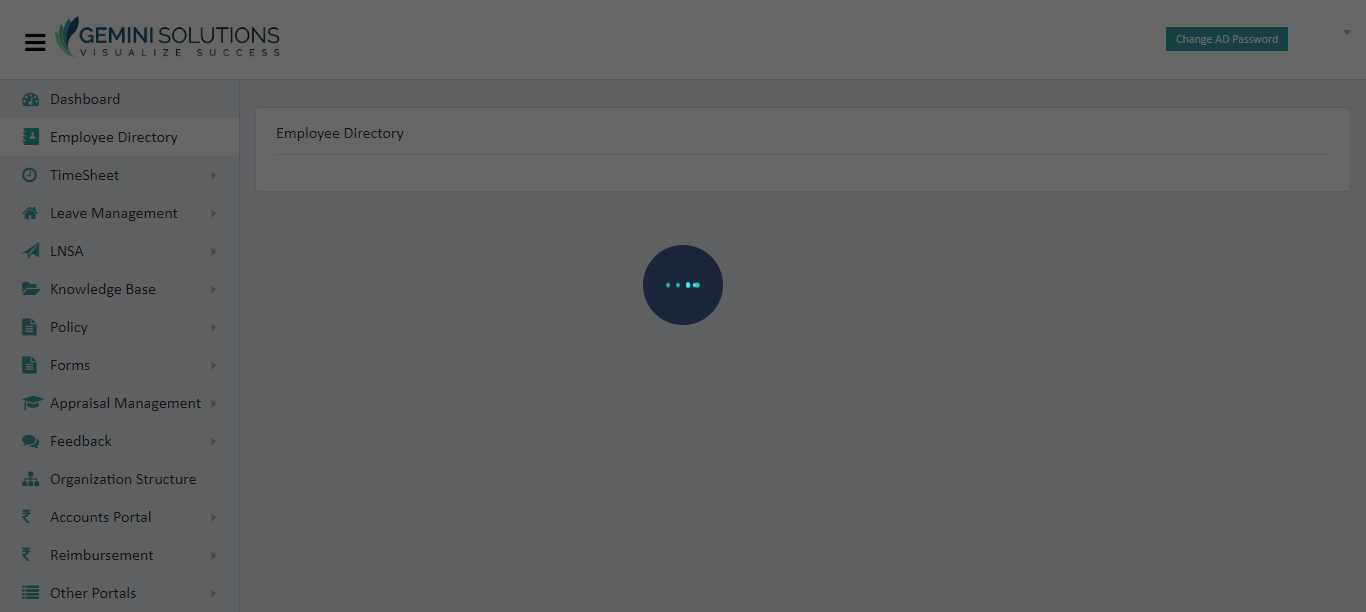 GEMINI SOLUTIONS
VISUALIZE SUCCESS
Change AD Password
Dashboard
Employee Directory
TimeSheet
Leave Management
LNSA
Knowledge Base
Policy
Forms
Appraisal Management
Feedback
Organization Structure
Accounts Portal
Reimbursement
Other Portals
Employee Directory